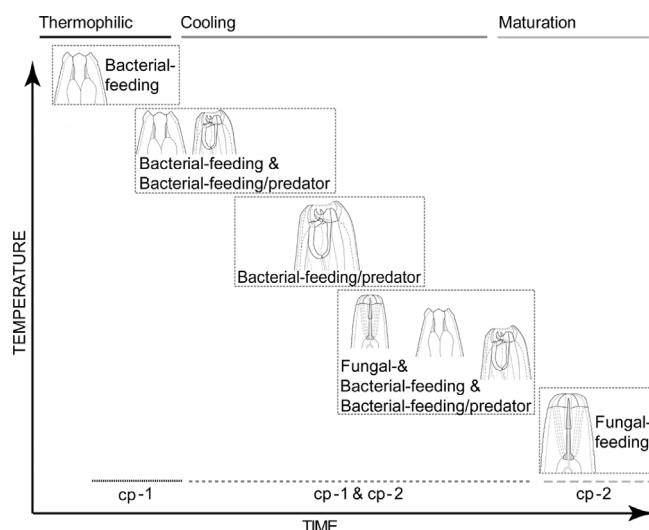 Thermophilic
Cooling
Maturation
Bacterial-
feeding
Bacterial-feeding &
Bacterial-feeding/predator
Bacterial-feeding/predator
Fungal-&
Bacterial-feeding &
Bacterial-feeding/predator
Fungal-
feeding
TEMPERATURE
cp-1
cp-1 & cp-2
cp-2
TIME